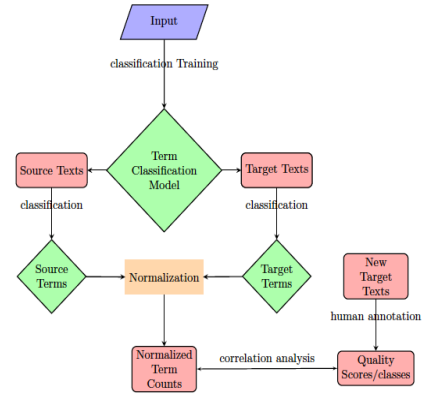 Input
classification Training
Term
Classification
Model
Source Texts
Target Texts
classification
classification
Source
Terms
Normalization
Target
Terms
New
Target
Texts
human annotation
Normalized
Term
Counts
correlation analysis
Quality
Scores/classes